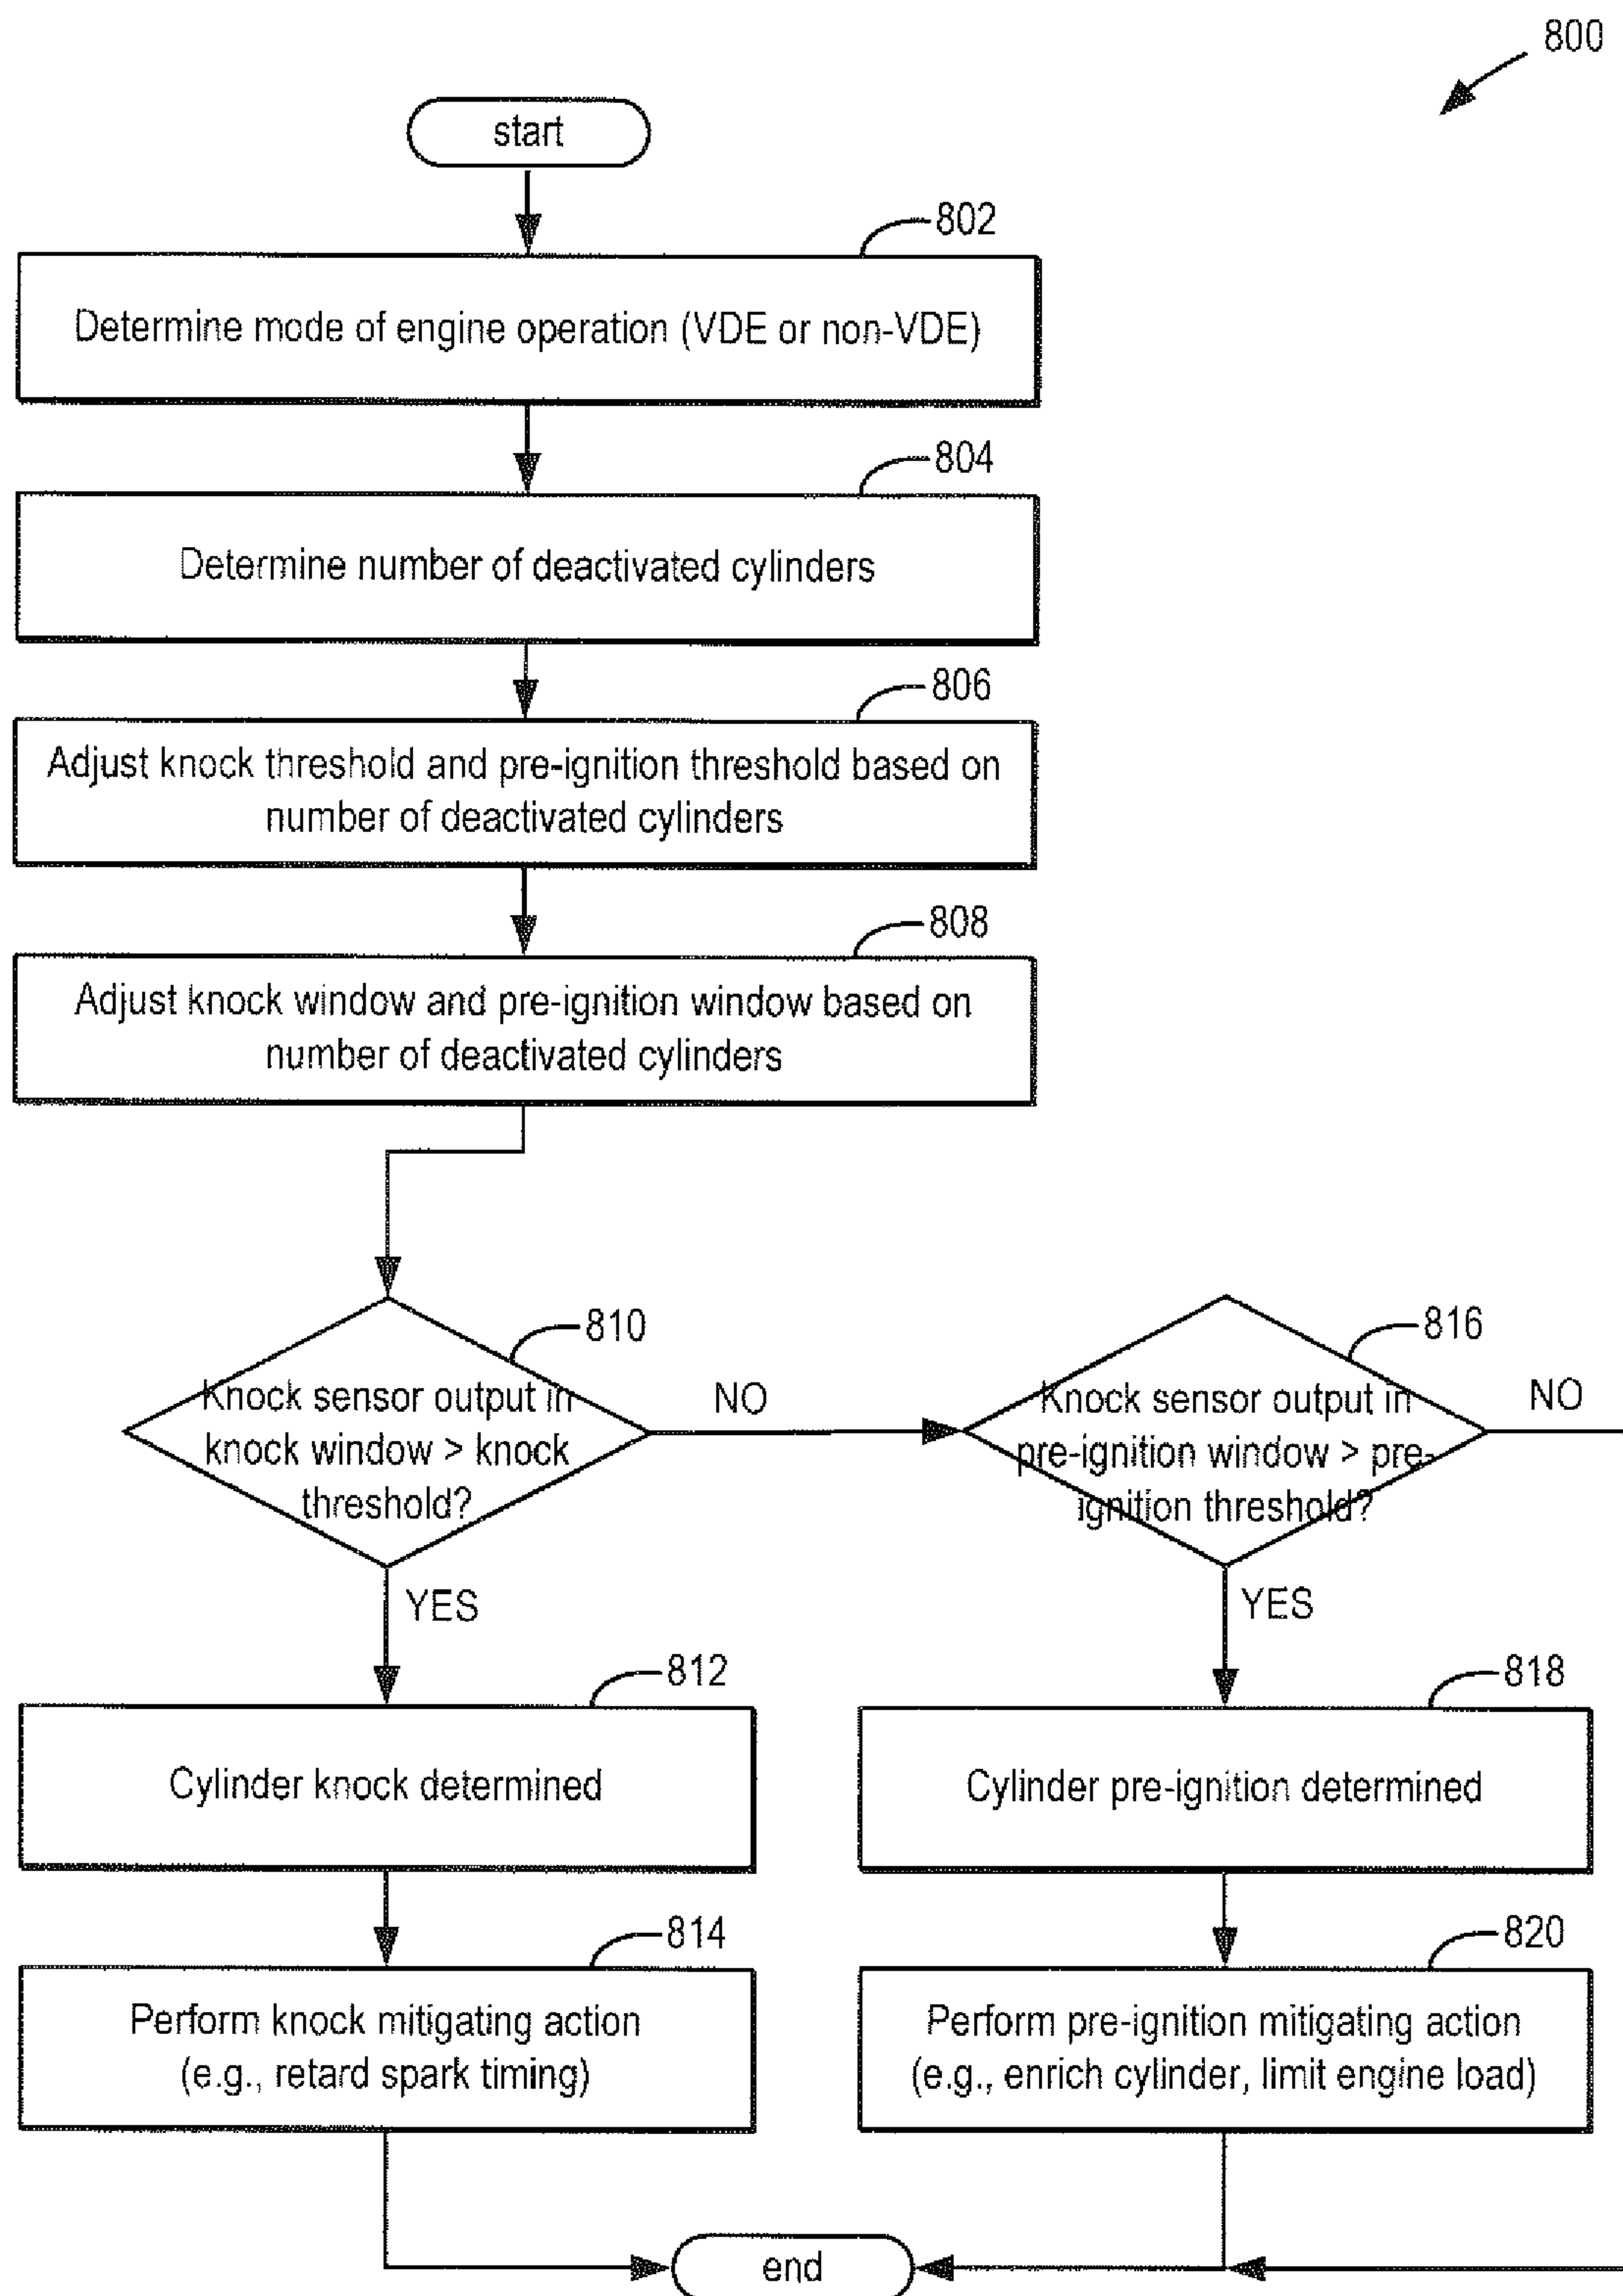 800
start
802
Determine mode of engine operation (VDE or non-VDE)
804
Determine number of deactivated cylinders
806
Adjust knock threshold and pre-ignition threshold based on
number of deactivated cylinders
808
Adjust knock window and pre-ignition window based on
number of deactivated cylinders
810
Knock sensor output in
knock window > knock
threshold?
NO
816
Knock sensor output in
pre-ignition window > pre-
ignition threshold?
NO
YES
YES
812
Cylinder knock determined
818
Cylinder pre-ignition determined
814
Perform knock mitigating action
(e.g., retard spark timing)
820
Perform pre-ignition mitigating action
(e.g., enrich cylinder, limit engine load)
end